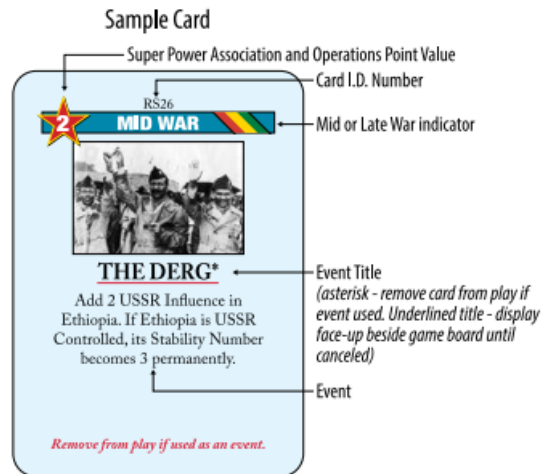 Sample Card
Super Power Association and Operations Point Value
Card I.D. Number
RS26
2
MID WAR
Mid or Late War indicator
THE DERG*
Event Title
(asterisk - remove card from play if
event used. Underlined title - display
face-up beside game board until
canceled)
Add 2 USSR Influence in
Ethiopia. If Ethiopia is USSR
Controlled, its Stability Number
becomes 3 permanently.
Event
Remove from play if used as an event.